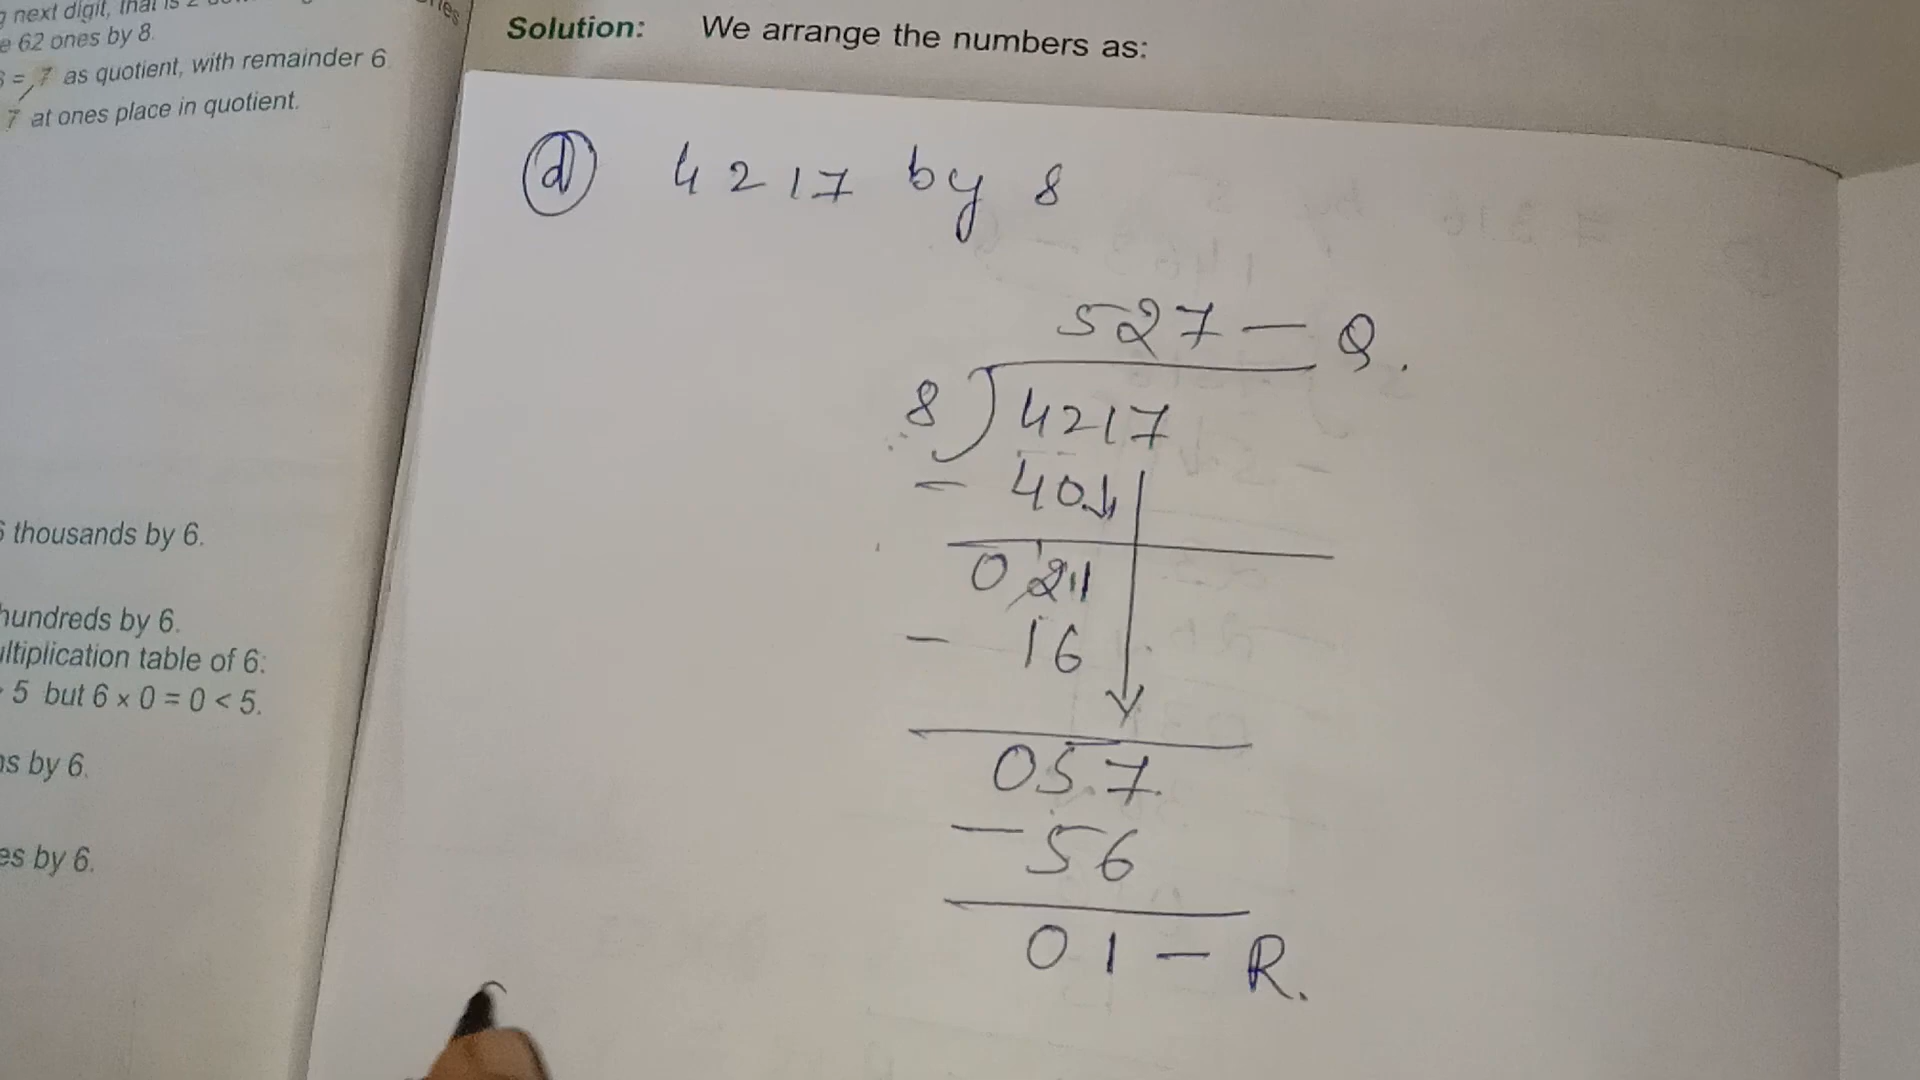 next digit, that is 2
62 ones by 8.
= 7 as quotient, with remainder 6
7 at ones place in quotient.
thousands by 6.
hundreds by 6.
multiplication table of 6:
5 but 6 × 0 = 0 < 5.
by 6.
by 6.
Solution: We arrange the numbers as:
d 4217 by 8
527 — Q.
8 ) 4217
- 40
021
- 16
057
- 56
01 — R.